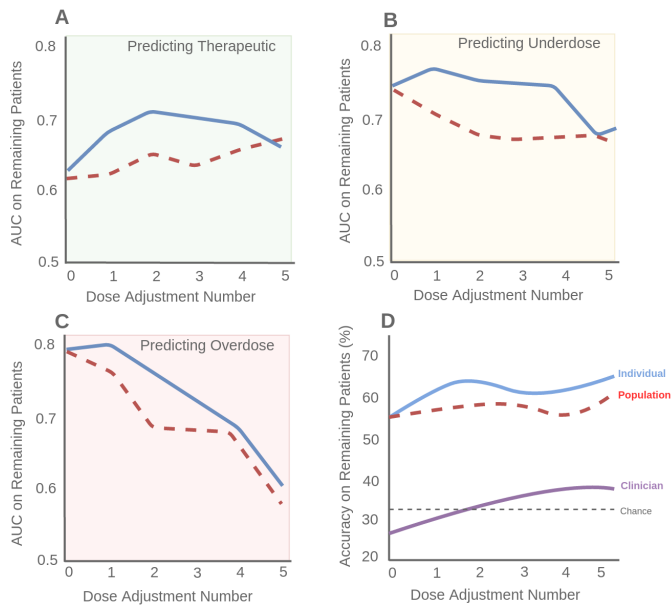 A
Predicting Therapeutic
AUC on Remaining Patients
0.8
0.7
0.6
0.5
0 1 2 3 4 5
Dose Adjustment Number
B
Predicting Underdose
AUC on Remaining Patients
0.8
0.7
0.6
0.5
0 1 2 3 4 5
Dose Adjustment Number
C
Predicting Overdose
AUC on Remaining Patients
0.8
0.7
0.6
0.5
0 1 2 3 4 5
Dose Adjustment Number
D
Accuracy on Remaining Patients (%)
70
60
50
40
30
20
Individual
Population
Clinician
Chance
0 1 2 3 4 5
Dose Adjustment Number